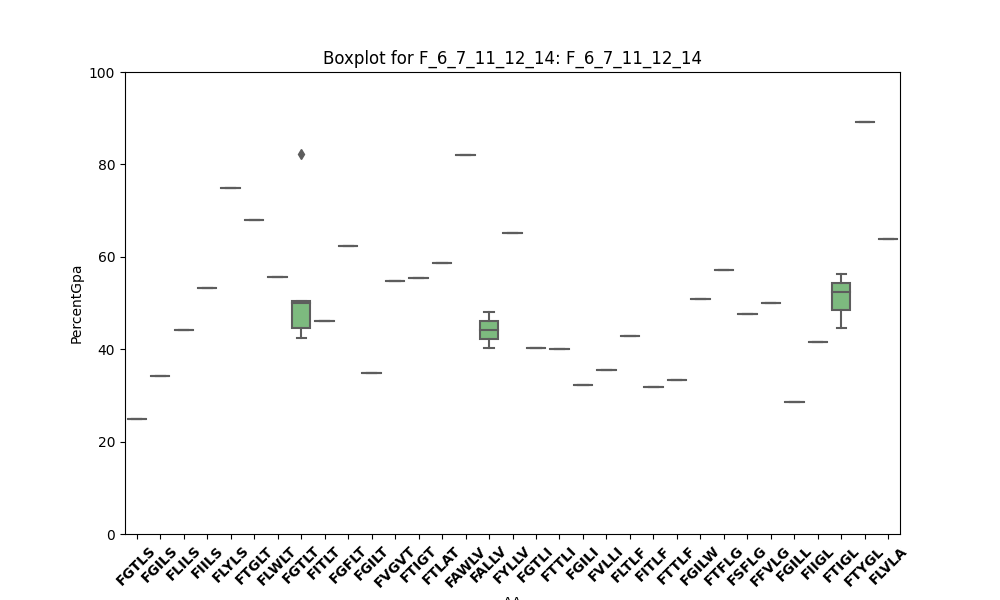 Boxplot for F_6_7_11_12_14: F_6_7_11_12_14
100
80
60
40
20
0
PercentGpa
FGTLS
FGILS
FLILS
FIILS
FLYLS
FTGLT
FLWLT
FGTLT
FITLT
FGFLT
FGILT
FVGVT
FTIGT
FTLAT
FAWLV
FALLV
FYLLV
FGTLI
FTTLI
FGILI
FVLLI
FLTLF
FITLF
FTTLF
FGILW
FTFLG
FSFLG
FFVLG
FGILL
FIIGL
FTIGL
FTYGL
FLVLA